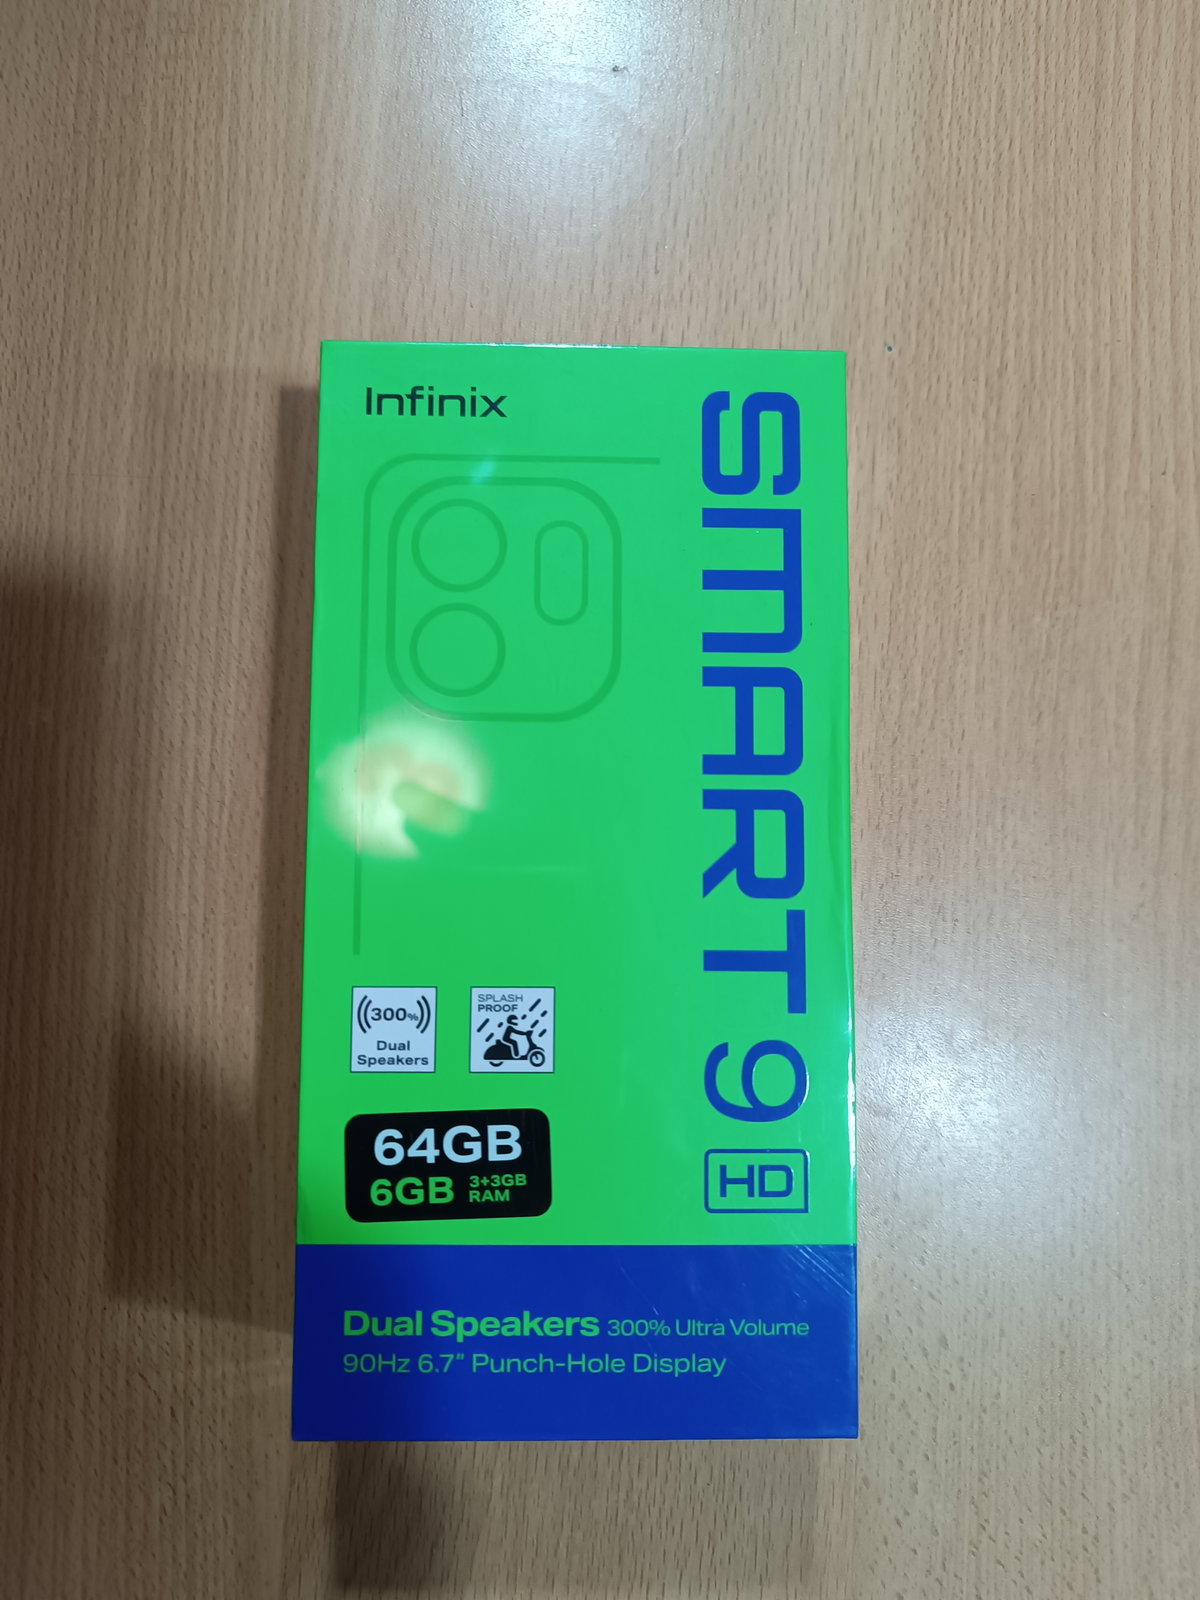 Infinix
SMART 9
HD
300%
Dual
Speakers
SPLASH
PROOF
64GB
6GB 3+3GB
RAM
Dual Speakers 300% Ultra Volume
90Hz 6.7" Punch-Hole Display